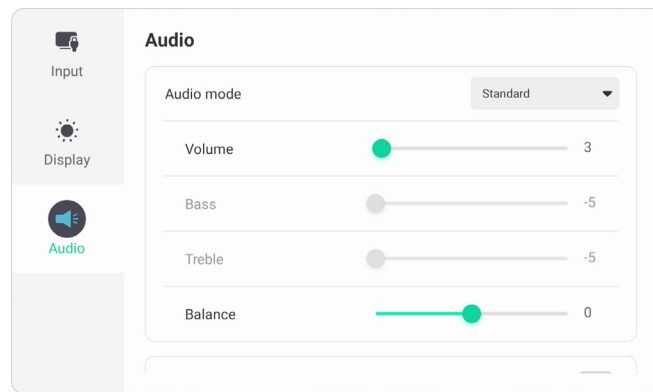 Input
Display
Audio
Audio
Audio mode
Standard
Volume
3
Bass
-5
Treble
-5
Balance
0